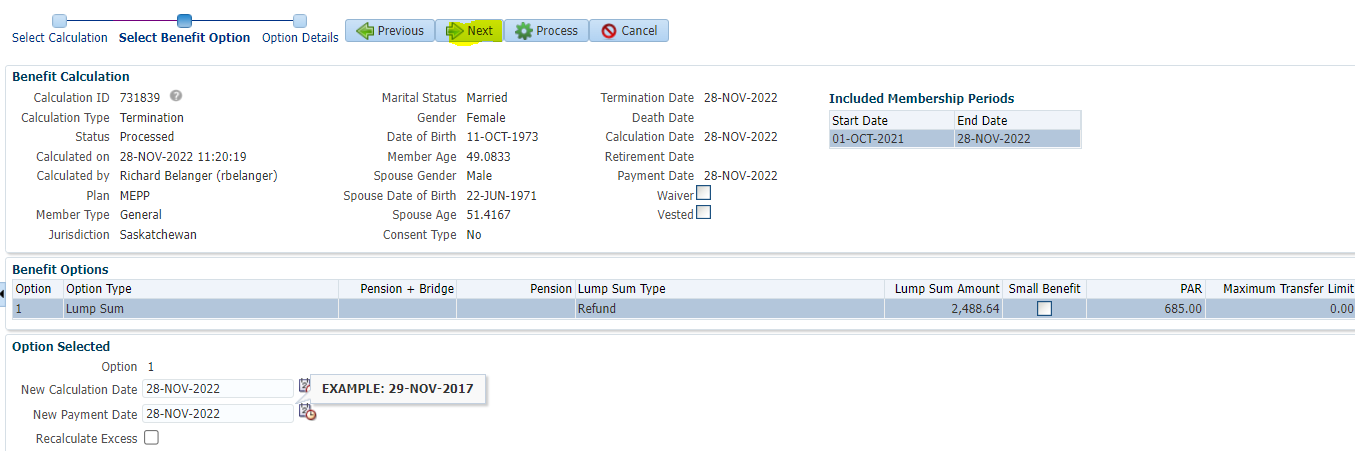 Select Calculation Select Benefit Option Option Details Previous Next Process Cancel
Benefit Calculation
Calculation ID 731839 ?
Calculation Type Termination
Status Processed
Calculated on 28-NOV-2022 11:20:19
Calculated by Richard Belanger (rbelanger)
Plan MEPP
Member Type General
Jurisdiction Saskatchewan
Marital Status Married
Gender Female
Date of Birth 11-OCT-1973
Member Age 49.0833
Spouse Gender Male
Spouse Date of Birth 22-JUN-1971
Spouse Age 51.4167
Consent Type No
Termination Date 28-NOV-2022
Death Date
Calculation Date 28-NOV-2022
Retirement Date
Payment Date 28-NOV-2022
Waiver
Vested
Included Membership Periods
Start Date End Date
01-OCT-2021 28-NOV-2022
Benefit Options
Option Option Type Pension + Bridge Pension Lump Sum Type Lump Sum Amount Small Benefit PAR Maximum Transfer Limit
1 Lump Sum Refund 2,488.64 685.00 0.00
Option Selected
Option 1
New Calculation Date 28-NOV-2022 EXAMPLE: 29-NOV-2017
New Payment Date 28-NOV-2022
Recalculate Excess